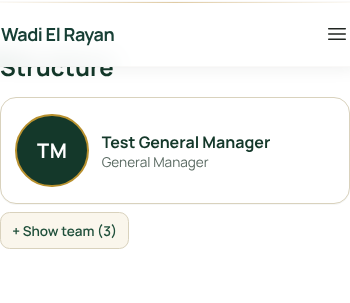 Wadi El Rayan
Structure
TM
Test General Manager
General Manager
+ Show team (3)